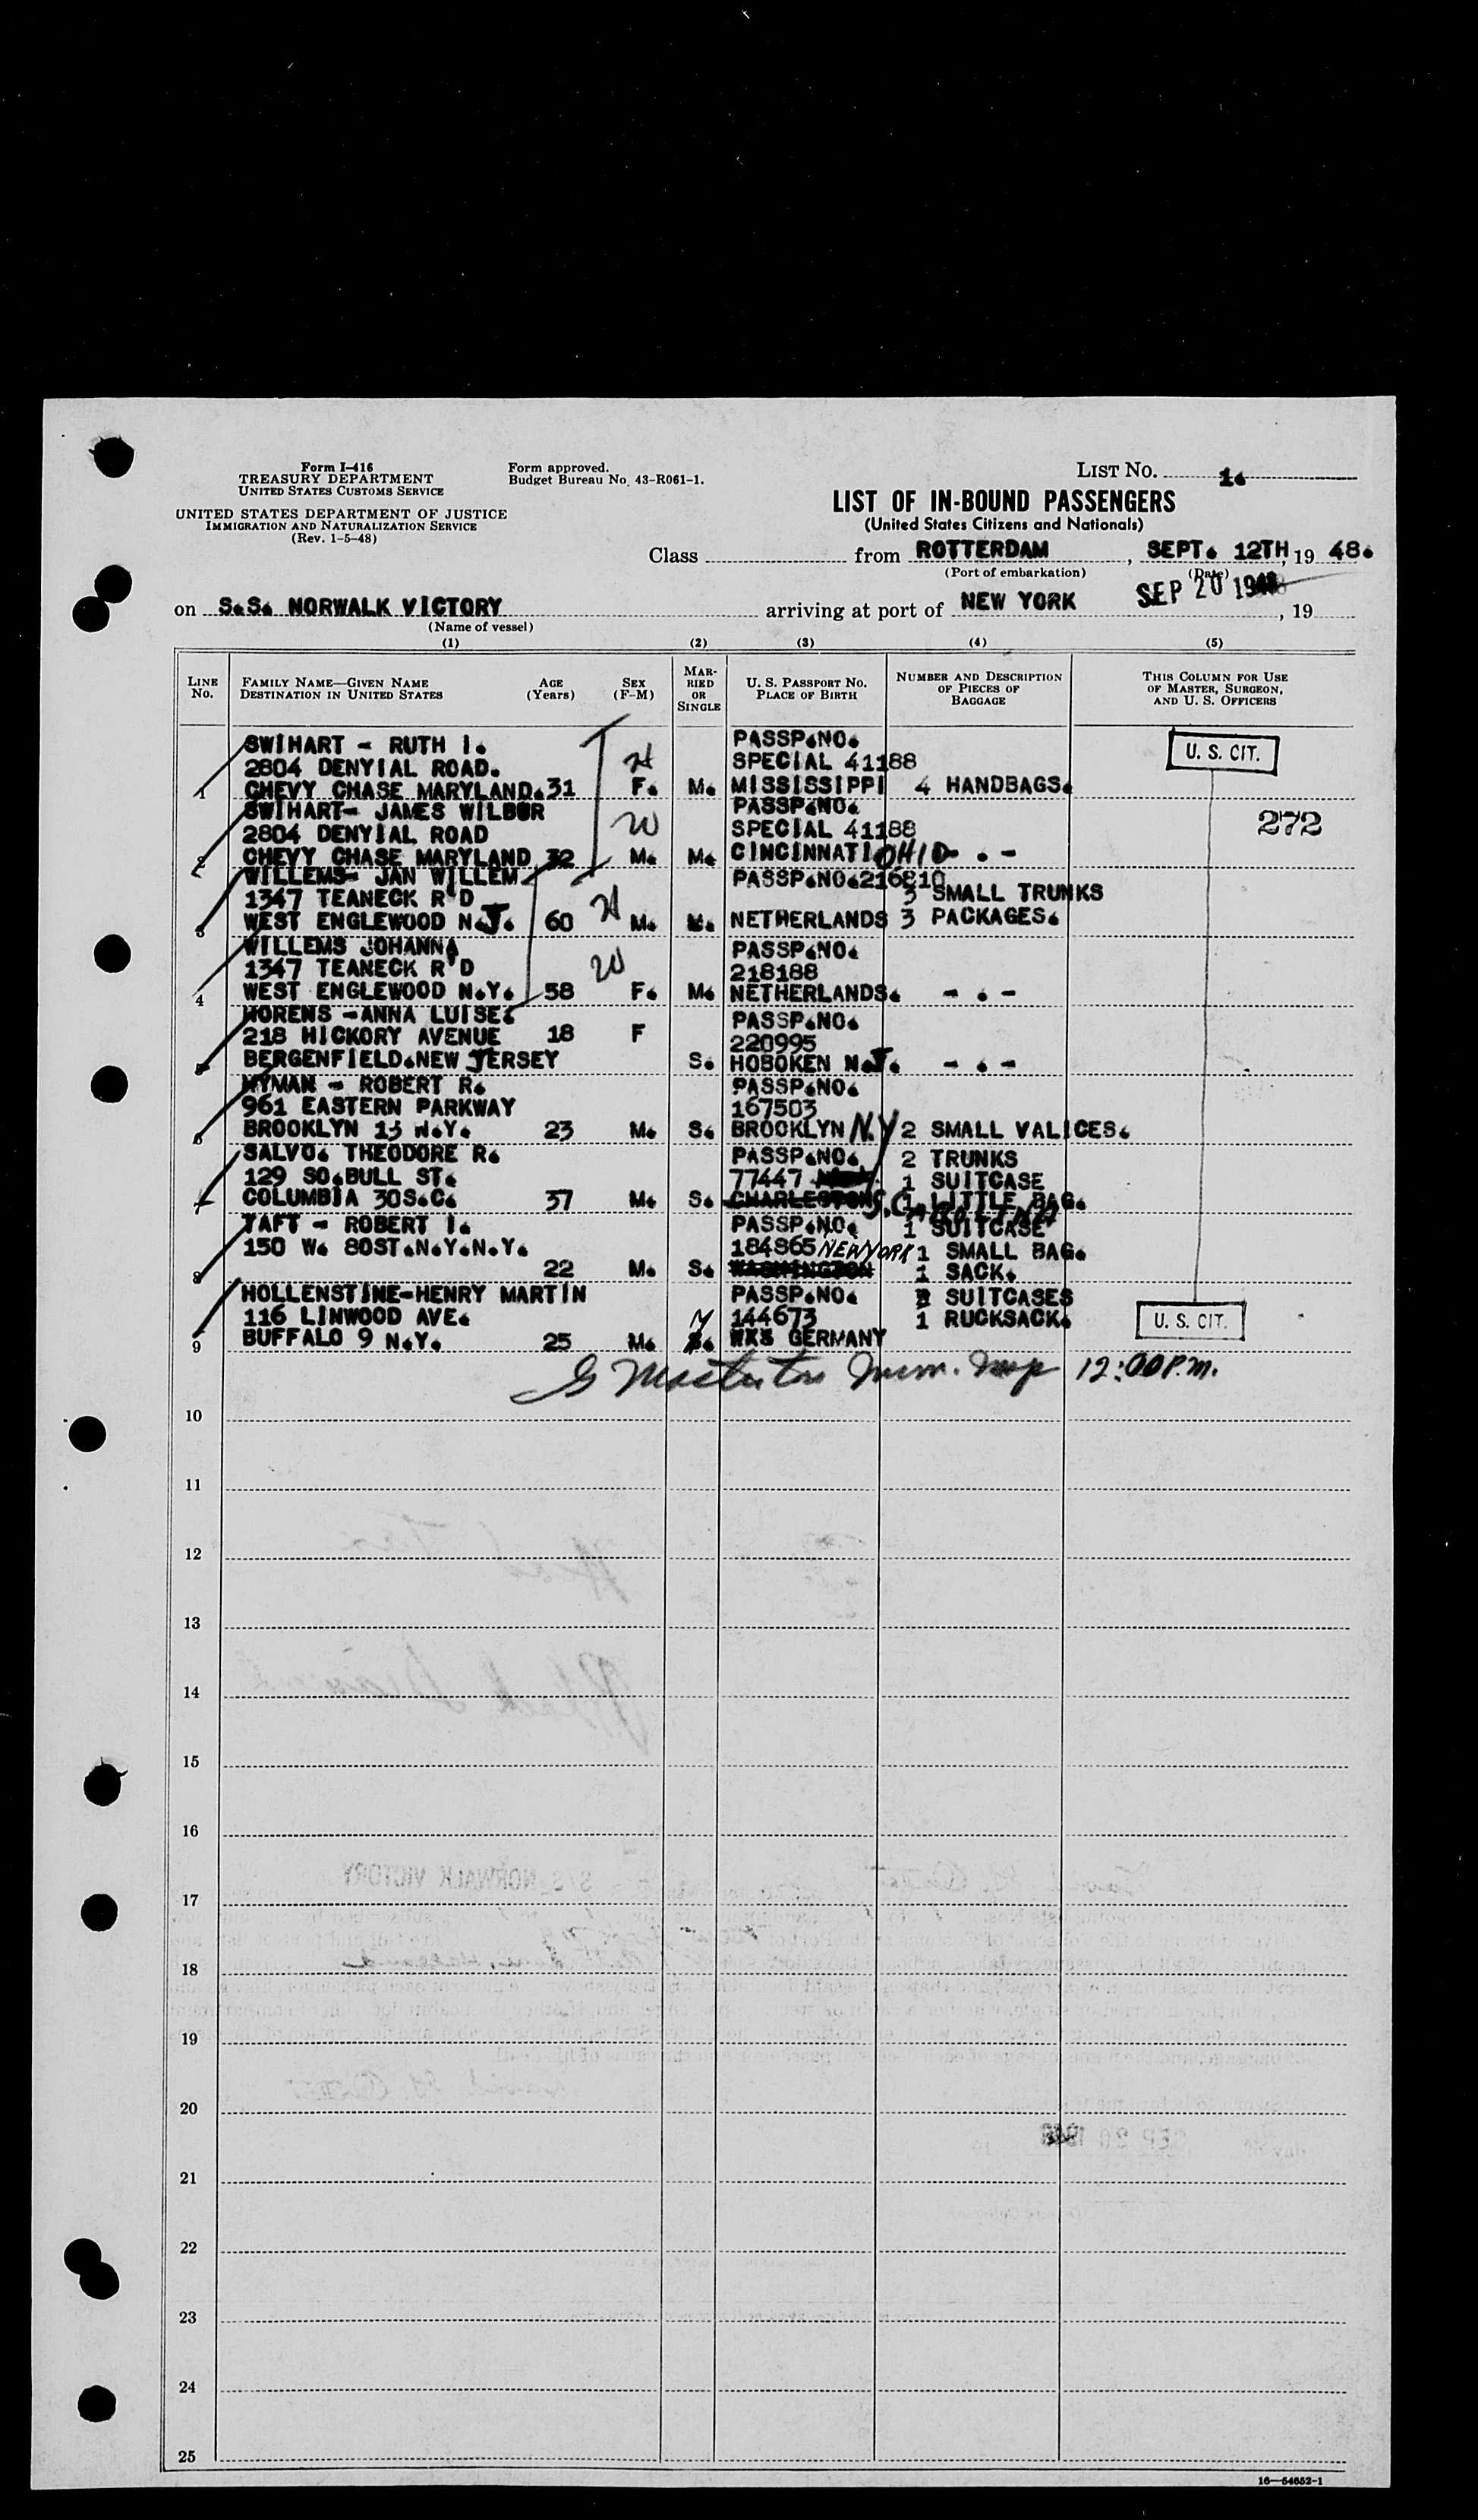 Form I-416
TREASURY DEPARTMENT
UNITED STATES CUSTOMS SERVICE
UNITED STATES DEPARTMENT OF JUSTICE
IMMIGRATION AND NATURALIZATION SERVICE
(Rev. 1-5-48)
Form approved.
Budget Bureau No. 43-R061-1.
LIST No. 1.
LIST OF IN-BOUND PASSENGERS
(United States Citizens and Nationals)
Class from ROTTERDAM, SEPT. 12TH, 19 48.
(Port of embarkation) (Date)
SEP 20 1948
on S.S. NORWALK VICTORY arriving at port of NEW YORK, 19
(Name of vessel)
(1) (2) (3) (4) (5)
LINE No.
FAMILY NAME—GIVEN NAME
DESTINATION IN UNITED STATES
AGE (Years)
SEX (F-M)
MARRIED OR SINGLE
U. S. PASSPORT No.
PLACE OF BIRTH
NUMBER AND DESCRIPTION OF PIECES OF BAGGAGE
THIS COLUMN FOR USE OF MASTER, SURGEON, AND U. S. OFFICERS
SWIHART - RUTH I. PASSP.NO. U. S. CIT.
2804 DENYIAL ROAD. SPECIAL 41188
1 CHEVY CHASE MARYLAND. 31 F. M. MISSISSIPPI 4 HANDBAGS.
SWIHART- JAMES WILBUR PASSP.NO.
2804 DENYIAL ROAD W SPECIAL 41188 272
2 CHEVY CHASE MARYLAND 32 M. M. CINCINNATI OHIO - . -
WILLEMS- JAN WILLEM PASSP.NO.216810
1347 TEANECK R'D H 3 SMALL TRUNKS
3 WEST ENGLEWOOD N.J. 60 M. M. NETHERLANDS 3 PACKAGES.
WILLEMS JOHANNA PASSP.NO.
1347 TEANECK R'D W 218188
4 WEST ENGLEWOOD N.Y. 58 F. M. NETHERLANDS. - . -
HORENS -ANNA LUISE. PASSP.NO.
218 HICKORY AVENUE 18 F 220995
5 BERGENFIELD.NEW JERSEY S. HOBOKEN N.J. - . -
HYMAN - ROBERT R. PASSP.NO.
961 EASTERN PARKWAY 167503
6 BROOKLYN 13 N.Y. 23 M. S. BROOKLYN N.Y 2 SMALL VALICES.
SALVO. THEODORE R. PASSP.NO. 2 TRUNKS
129 SO.BULL ST. 77447 1 SUITCASE
7 COLUMBIA 30S.C. 37 M. S. CHARLESTON S. CAROLINA 1 LITTLE BAG.
TAFT - ROBERT I. PASSP.NO. 1 SUITCASE
150 W. 80ST.N.Y.N.Y. 184865 NEW YORK 1 SMALL BAG.
8 22 M. S. WASHINGTON 1 SACK.
HOLLENSTINE-HENRY MARTIN PASSP.NO. SUITCASES
116 LINWOOD AVE. M 144673 1 RUCKSACK. U. S. CIT.
9 BUFFALO 9 N.Y. 25 M. GERMANY
12:00 P.M.
10
11
12
13
14
15
16
17
18
19
20
21
22
23
24
25
16—54652-1